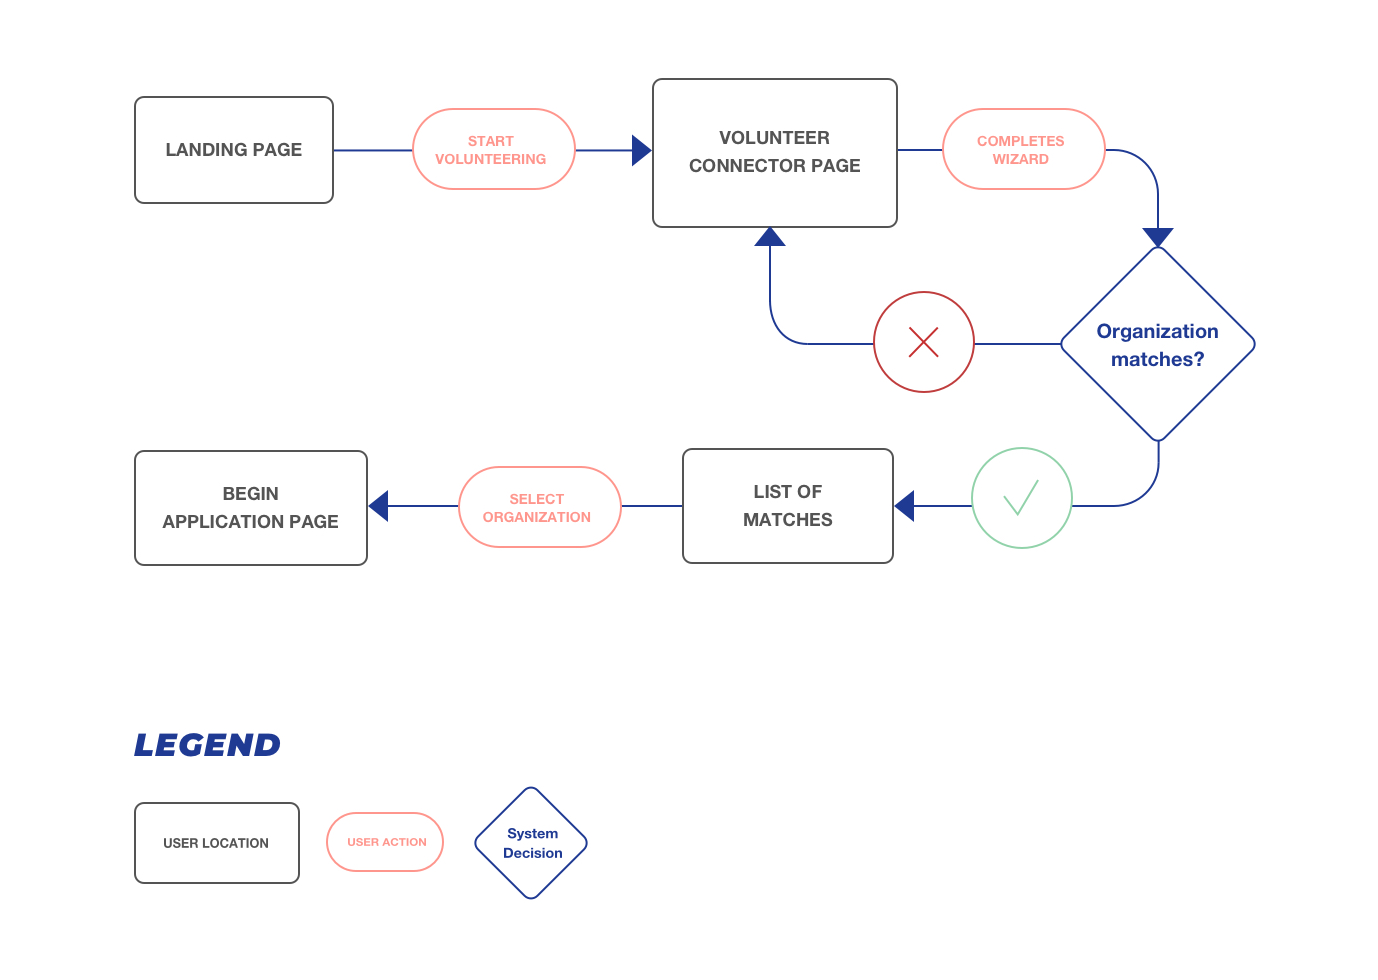 LANDING PAGE
START
VOLUNTEERING
VOLUNTEER
CONNECTOR PAGE
COMPLETES
WIZARD
Organization
matches?
BEGIN
APPLICATION PAGE
SELECT
ORGANIZATION
LIST OF
MATCHES
LEGEND
USER LOCATION
USER ACTION
System
Decision